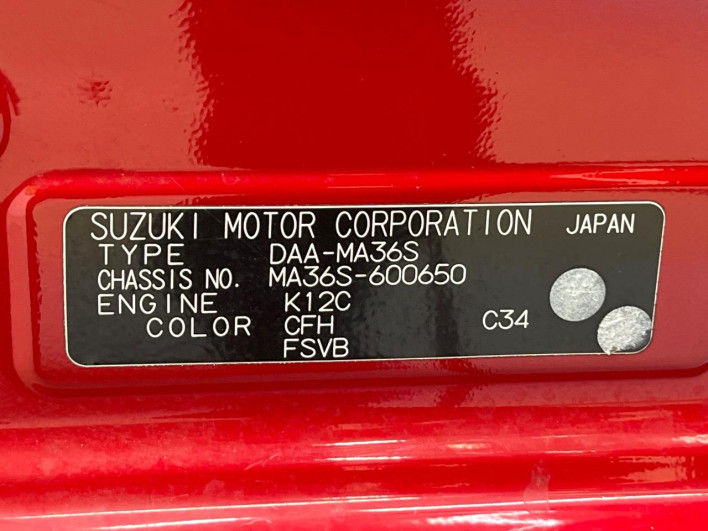 SUZUKI MOTOR CORPORATION JAPAN
TYPE DAA-MA36S
CHASSIS NO. MA36S-600650
ENGINE K12C
COLOR CFH C34
FSVB